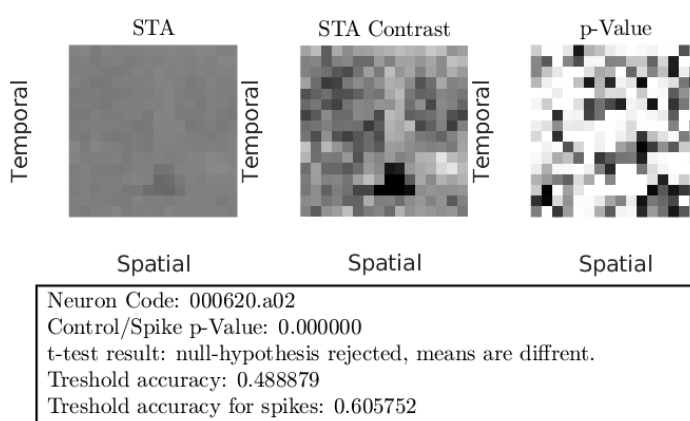 STA
STA Contrast
p-Value
Temporal
Temporal
Temporal
Spatial
Spatial
Spatial
Neuron Code: 000620.a02
Control/Spike p-Value: 0.000000
t-test result: null-hypothesis rejected, means are diffrent.
Treshold accuracy: 0.488879
Treshold accuracy for spikes: 0.605752